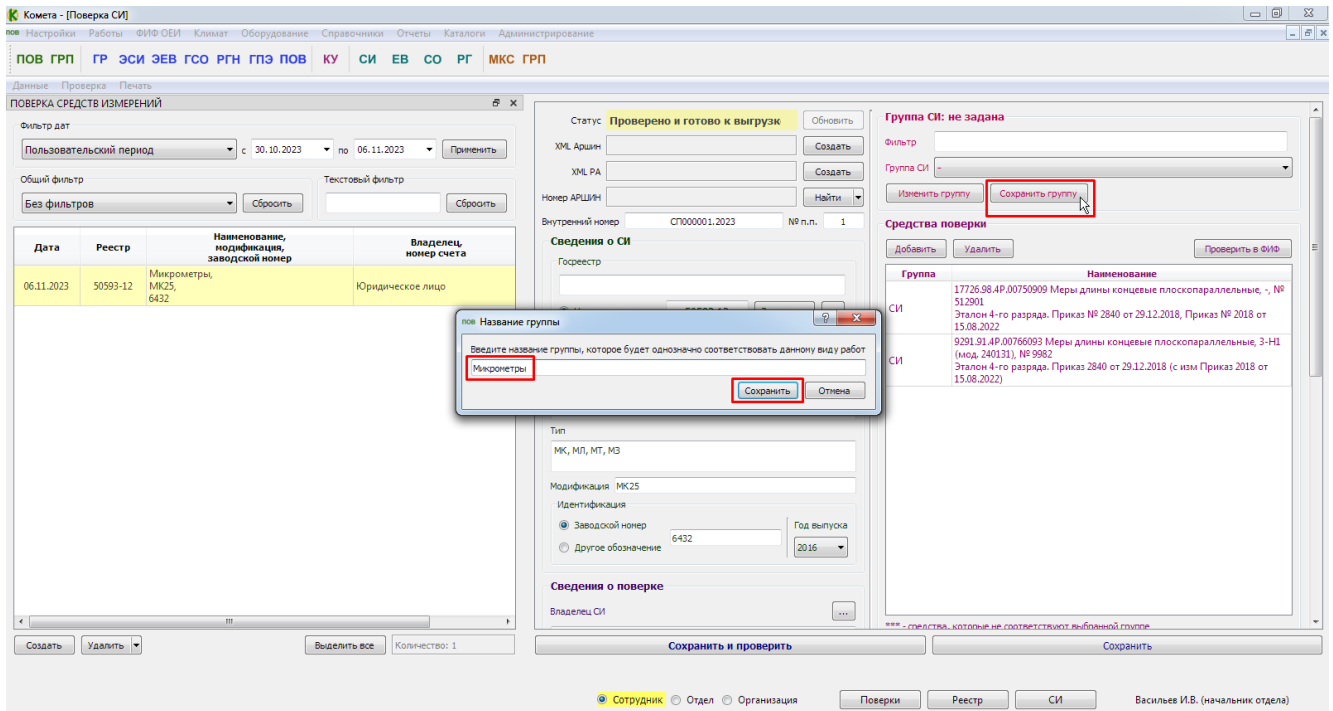 Комета - [Поверка СИ]
пов Настройки Работы ФИФ ОЕИ Климат Оборудование Справочники Отчеты Каталоги Администрирование
ПОВ ГРП ГР ЭСИ ЭЕВ ГСО РГН ГПЭ ПОВ КУ СИ ЕВ СО РГ МКС ГРП
Данные Проверка Печать
ПОВЕРКА СРЕДСТВ ИЗМЕРЕНИЙ
Фильтр дат
Пользовательский период с 30.10.2023 по 06.11.2023 Применить
Общий фильтр Текстовый фильтр
Без фильтров Сбросить Сбросить
Дата Реестр Наименование, модификация, заводской номер Владелец, номер счета
06.11.2023 50593-12 Микрометры, МК25, 6432 Юридическое лицо
Создать Удалить Выделить все Количество: 1
Статус Проверено и готово к выгрузк Обновить
XML Аршин Создать
XML РА Создать
Номер АРШИН Найти
Внутренний номер СП000001.2023 № п.п. 1
Сведения о СИ
Госреестр
пов Название группы
Введите название группы, которое будет однозначно соответствовать данному виду работ
Микрометры
Сохранить Отмена
Тип
МК, МЛ, МТ, МЗ
Модификация МК25
Идентификация
Заводской номер
Другое обозначение
6432
Год выпуска
2016
Сведения о поверке
Владелец СИ ...
Сохранить и проверить
Группа СИ: не задана
Фильтр
Группа СИ -
Изменить группу Сохранить группу
Средства поверки
Добавить Удалить Проверить в ФИФ
Группа Наименование
СИ
17726.98.4Р.00750909 Меры длины концевые плоскопараллельные, -, №
512901
Эталон 4-го разряда. Приказ № 2840 от 29.12.2018, Приказ № 2018 от
15.08.2022
СИ
9291.91.4Р.00766093 Меры длины концевые плоскопараллельные, 3-Н1
(мод. 240131), № 9982
Эталон 4-го разряда. Приказ 2840 от 29.12.2018 (с изм Приказ 2018 от
15.08.2022)
*** - средства, которые не соответствуют выбранной группе
Сохранить
Сотрудник Отдел Организация Поверки Реестр СИ Васильев И.В. (начальник отдела)